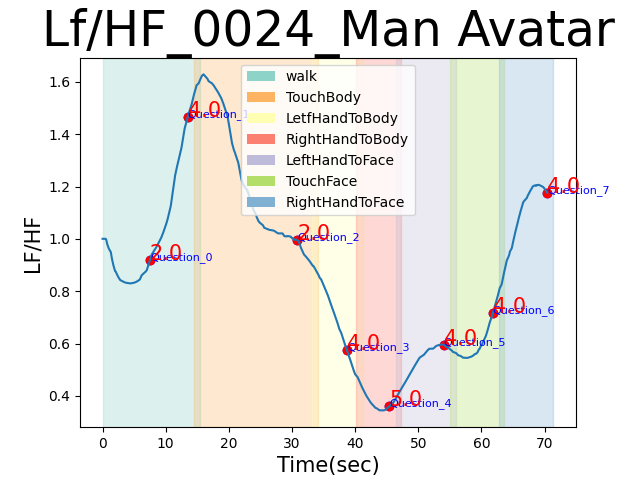 Lf/HF_0024_Man Avatar
LF/HF
1.6
1.4
1.2
1.0
0.8
0.6
0.4
walk
TouchBody
LetfHandToBody
RightHandToBody
LeftHandToFace
TouchFace
RightHandToFace
2.0
Question_0
4.0
Question_1
2.0
Question_2
4.0
Question_3
5.0
Question_4
4.0
Question_5
4.0
Question_6
4.0
Question_7
0 10 20 30 40 50 60 70
Time(sec)